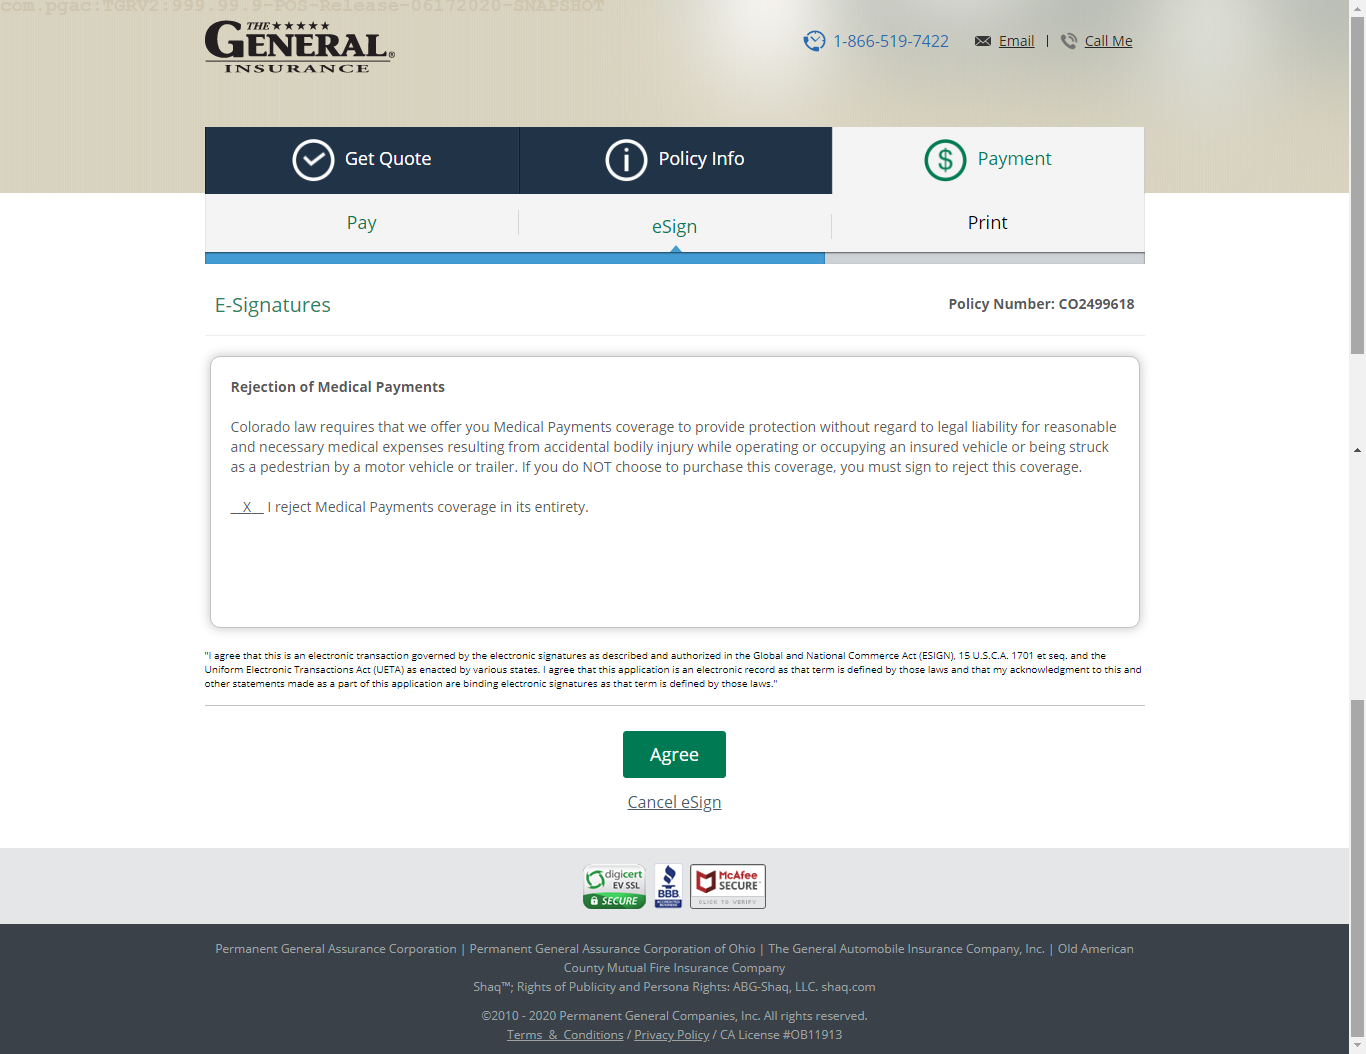 com.pgac:TGRV2:999.99.9-POS-Release-06172020-SNAPSHOT
THE ★★★★★
GENERAL®
INSURANCE
1-866-519-7422
Email | Call Me
Get Quote
Policy Info
$ Payment
Pay
eSign
Print
E-Signatures
Policy Number: CO2499618
Rejection of Medical Payments
Colorado law requires that we offer you Medical Payments coverage to provide protection without regard to legal liability for reasonable
and necessary medical expenses resulting from accidental bodily injury while operating or occupying an insured vehicle or being struck
as a pedestrian by a motor vehicle or trailer. If you do NOT choose to purchase this coverage, you must sign to reject this coverage.
__X__ I reject Medical Payments coverage in its entirety.
"I agree that this is an electronic transaction governed by the electronic signatures as described and authorized in the Global and National Commerce Act (ESIGN), 15 U.S.C.A. 1701 et seq. and the
Uniform Electronic Transactions Act (UETA) as enacted by various states. I agree that this application is an electronic record as that term is defined by those laws and that my acknowledgment to this and
other statements made as a part of this application are binding electronic signatures as that term is defined by those laws."
Agree
Cancel eSign
digicert
EV SSL
SECURE
BBB
ACCREDITED
BUSINESS
McAfee
SECURE
CLICK TO VERIFY
Permanent General Assurance Corporation | Permanent General Assurance Corporation of Ohio | The General Automobile Insurance Company, Inc. | Old American
County Mutual Fire Insurance Company
Shaq™; Rights of Publicity and Persona Rights: ABG-Shaq, LLC. shaq.com
©2010 - 2020 Permanent General Companies, Inc. All rights reserved.
Terms & Conditions / Privacy Policy / CA License #OB11913